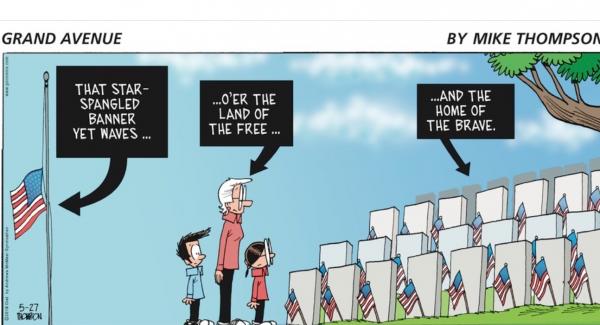 GRAND AVENUE
BY MIKE THOMPSON
THAT STAR-
SPANGLED
BANNER
YET WAVES ...
...O'ER THE
LAND OF
THE FREE ...
...AND THE
HOME OF
THE BRAVE.
5-27
THOMPSON